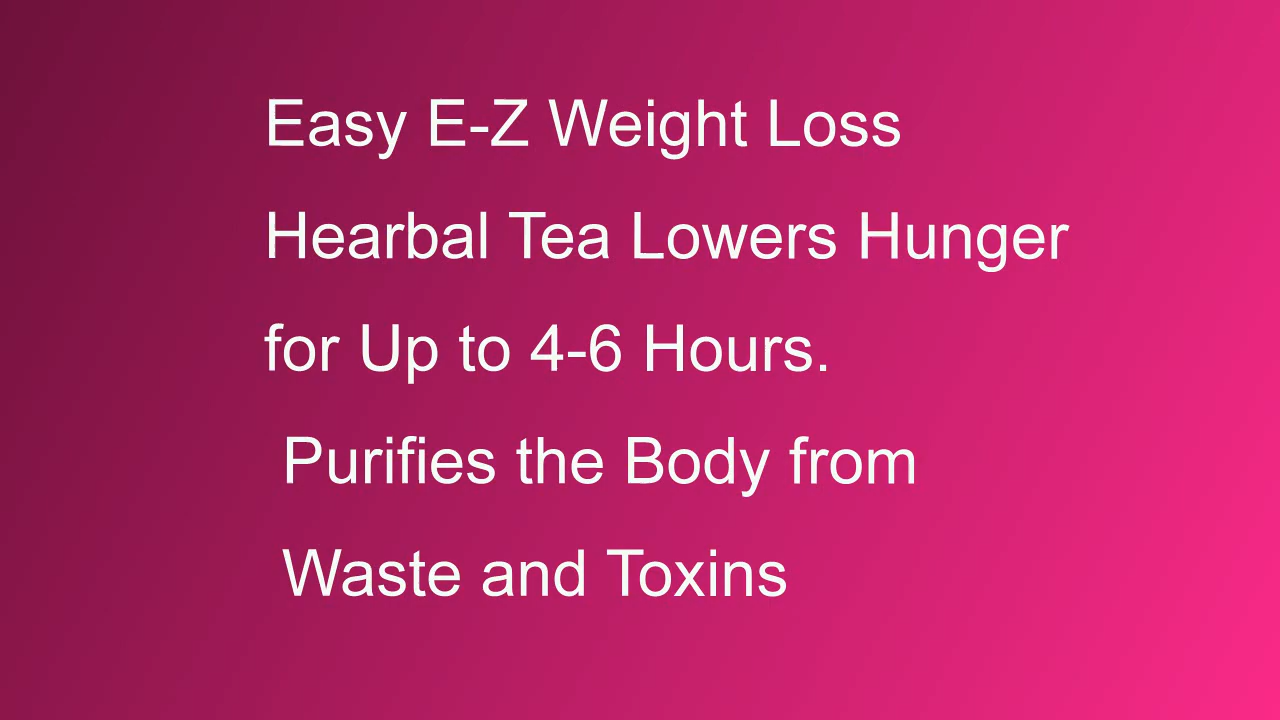 Easy E-Z Weight Loss
Hearbal Tea Lowers Hunger
for Up to 4-6 Hours.
Purifies the Body from
Waste and Toxins